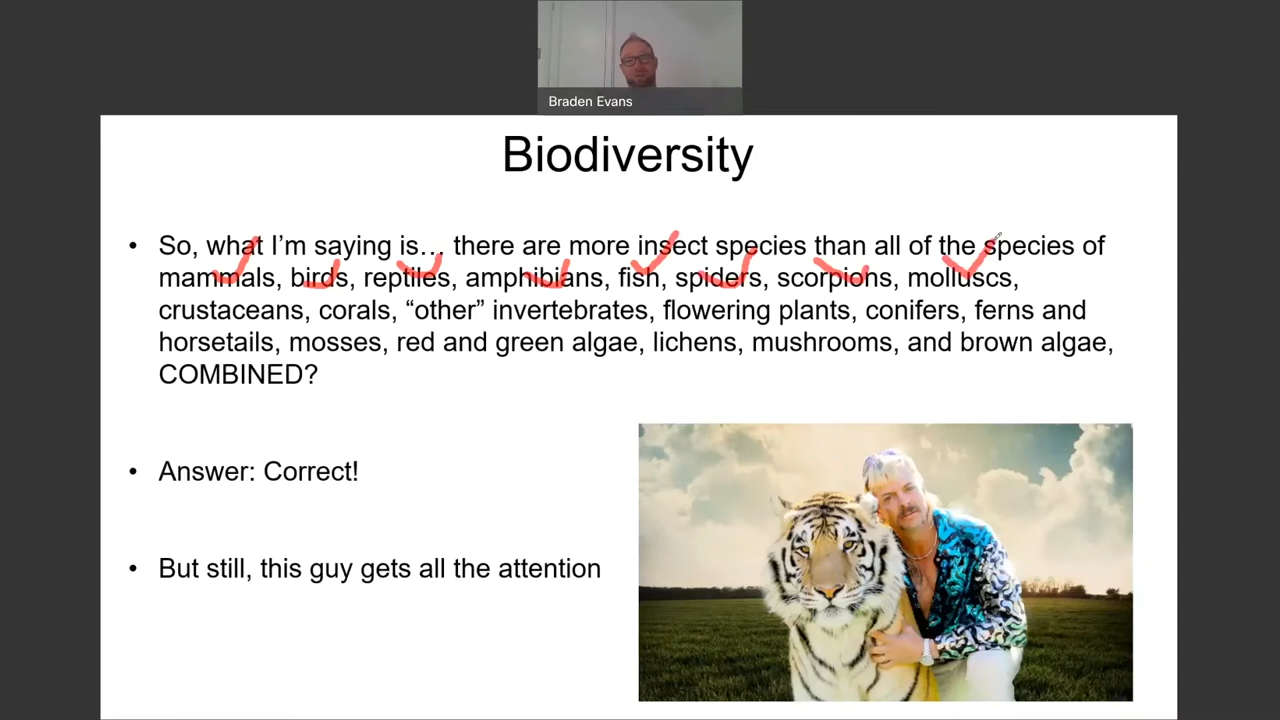 Braden Evans
Biodiversity
• So, what I'm saying is… there are more insect species than all of the species of
mammals, birds, reptiles, amphibians, fish, spiders, scorpions, molluscs,
crustaceans, corals, “other” invertebrates, flowering plants, conifers, ferns and
horsetails, mosses, red and green algae, lichens, mushrooms, and brown algae,
COMBINED?
• Answer: Correct!
• But still, this guy gets all the attention